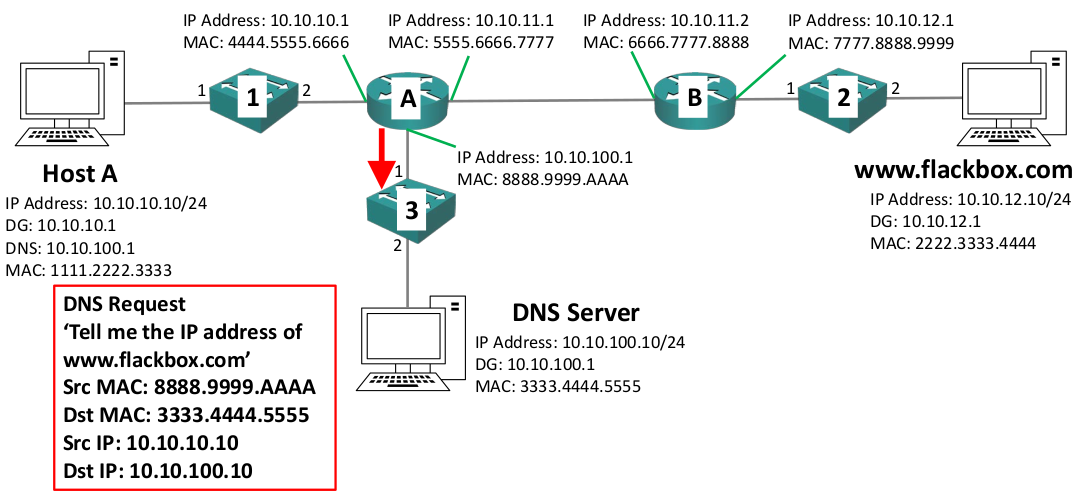 IP Address: 10.10.10.1
MAC: 4444.5555.6666
IP Address: 10.10.11.1
MAC: 5555.6666.7777
IP Address: 10.10.11.2
MAC: 6666.7777.8888
IP Address: 10.10.12.1
MAC: 7777.8888.9999
1
1
2
A
B
1
2
2
Host A
IP Address: 10.10.10.10/24
DG: 10.10.10.1
DNS: 10.10.100.1
MAC: 1111.2222.3333
IP Address: 10.10.100.1
MAC: 8888.9999.AAAA
www.flackbox.com
IP Address: 10.10.12.10/24
DG: 10.10.12.1
MAC: 2222.3333.4444
1
3
2
DNS Request
‘Tell me the IP address of
www.flackbox.com’
Src MAC: 8888.9999.AAAA
Dst MAC: 3333.4444.5555
Src IP: 10.10.10.10
Dst IP: 10.10.100.10
DNS Server
IP Address: 10.10.100.10/24
DG: 10.10.100.1
MAC: 3333.4444.5555